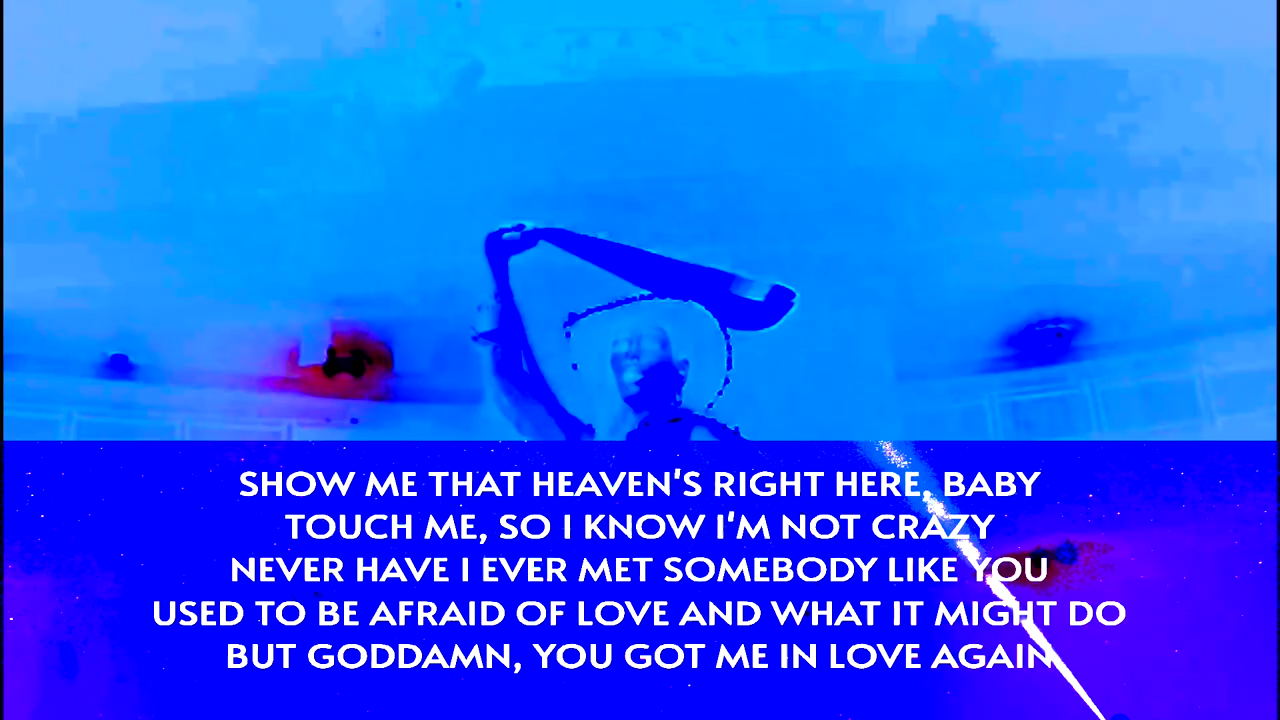 SHOW ME THAT HEAVEN'S RIGHT HERE, BABY
TOUCH ME, SO I KNOW I'M NOT CRAZY
NEVER HAVE I EVER MET SOMEBODY LIKE YOU
USED TO BE AFRAID OF LOVE AND WHAT IT MIGHT DO
BUT GODDAMN, YOU GOT ME IN LOVE AGAIN